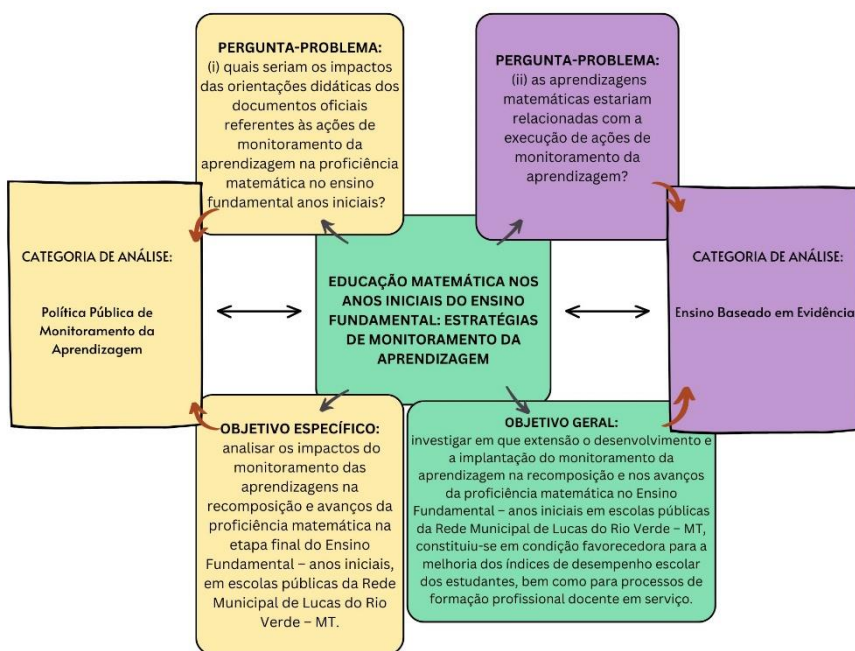 PERGUNTA-PROBLEMA:
(i) quais seriam os impactos
das orientações didáticas dos
documentos oficiais
referentes às ações de
monitoramento da
aprendizagem na proficiência
matemática no ensino
fundamental anos iniciais?
PERGUNTA-PROBLEMA:
(ii) as aprendizagens
matemáticas estariam
relacionadas com a
execução de ações de
monitoramento da
aprendizagem?
CATEGORIA DE ANÁLISE:
Política Pública de
Monitoramento da
Aprendizagem
EDUCAÇÃO MATEMÁTICA NOS
ANOS INICIAIS DO ENSINO
FUNDAMENTAL: ESTRATÉGIAS
DE MONITORAMENTO DA
APRENDIZAGEM
CATEGORIA DE ANÁLISE:
Ensino Baseado em Evidência
OBJETIVO ESPECÍFICO:
analisar os impactos do
monitoramento das
aprendizagens na
recomposição e avanços da
proficiência matemática na
etapa final do Ensino
Fundamental – anos iniciais,
em escolas públicas da Rede
Municipal de Lucas do Rio
Verde – MT.
OBJETIVO GERAL:
investigar em que extensão o desenvolvimento e
a implantação do monitoramento da
aprendizagem na recomposição e nos avanços
da proficiência matemática no Ensino
Fundamental – anos iniciais em escolas públicas
da Rede Municipal de Lucas do Rio Verde – MT,
constituiu-se em condição favorecedora para a
melhoria dos índices de desempenho escolar
dos estudantes, bem como para processos de
formação profissional docente em serviço.